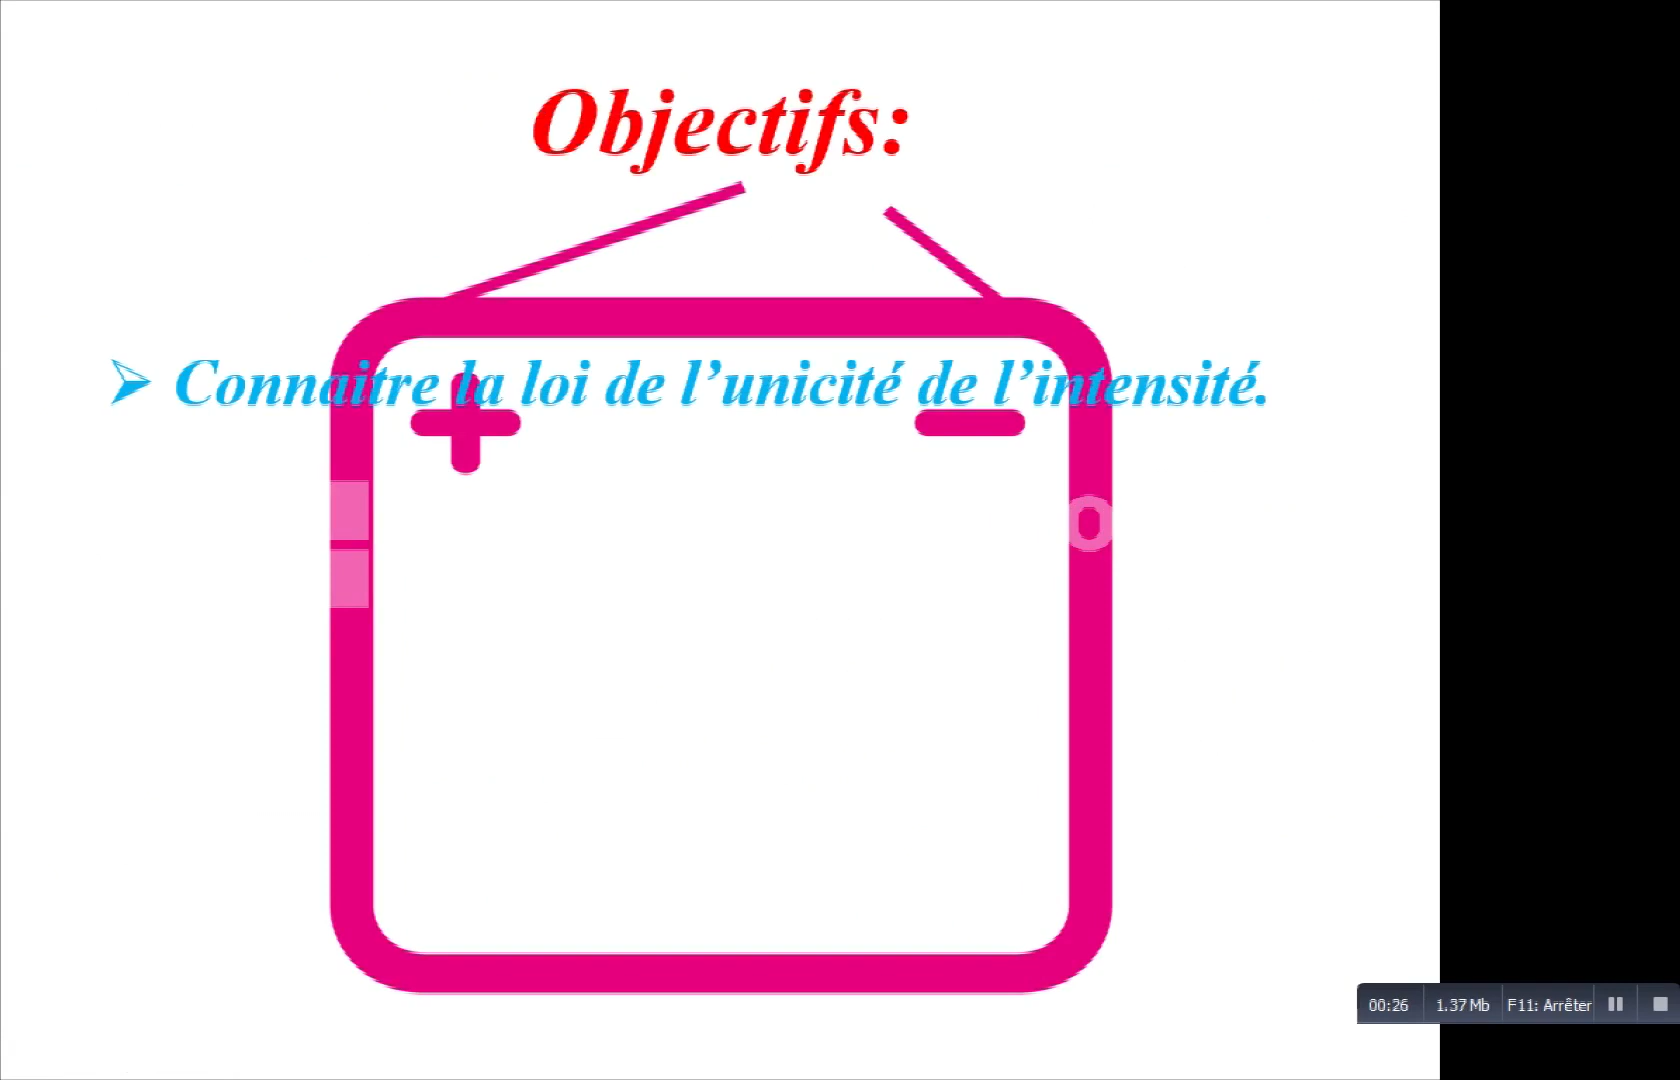 Objectifs:
➢ Connaitre la loi de l’unicité de l’intensité.
00:26 1.37 Mb F11: Arrêter